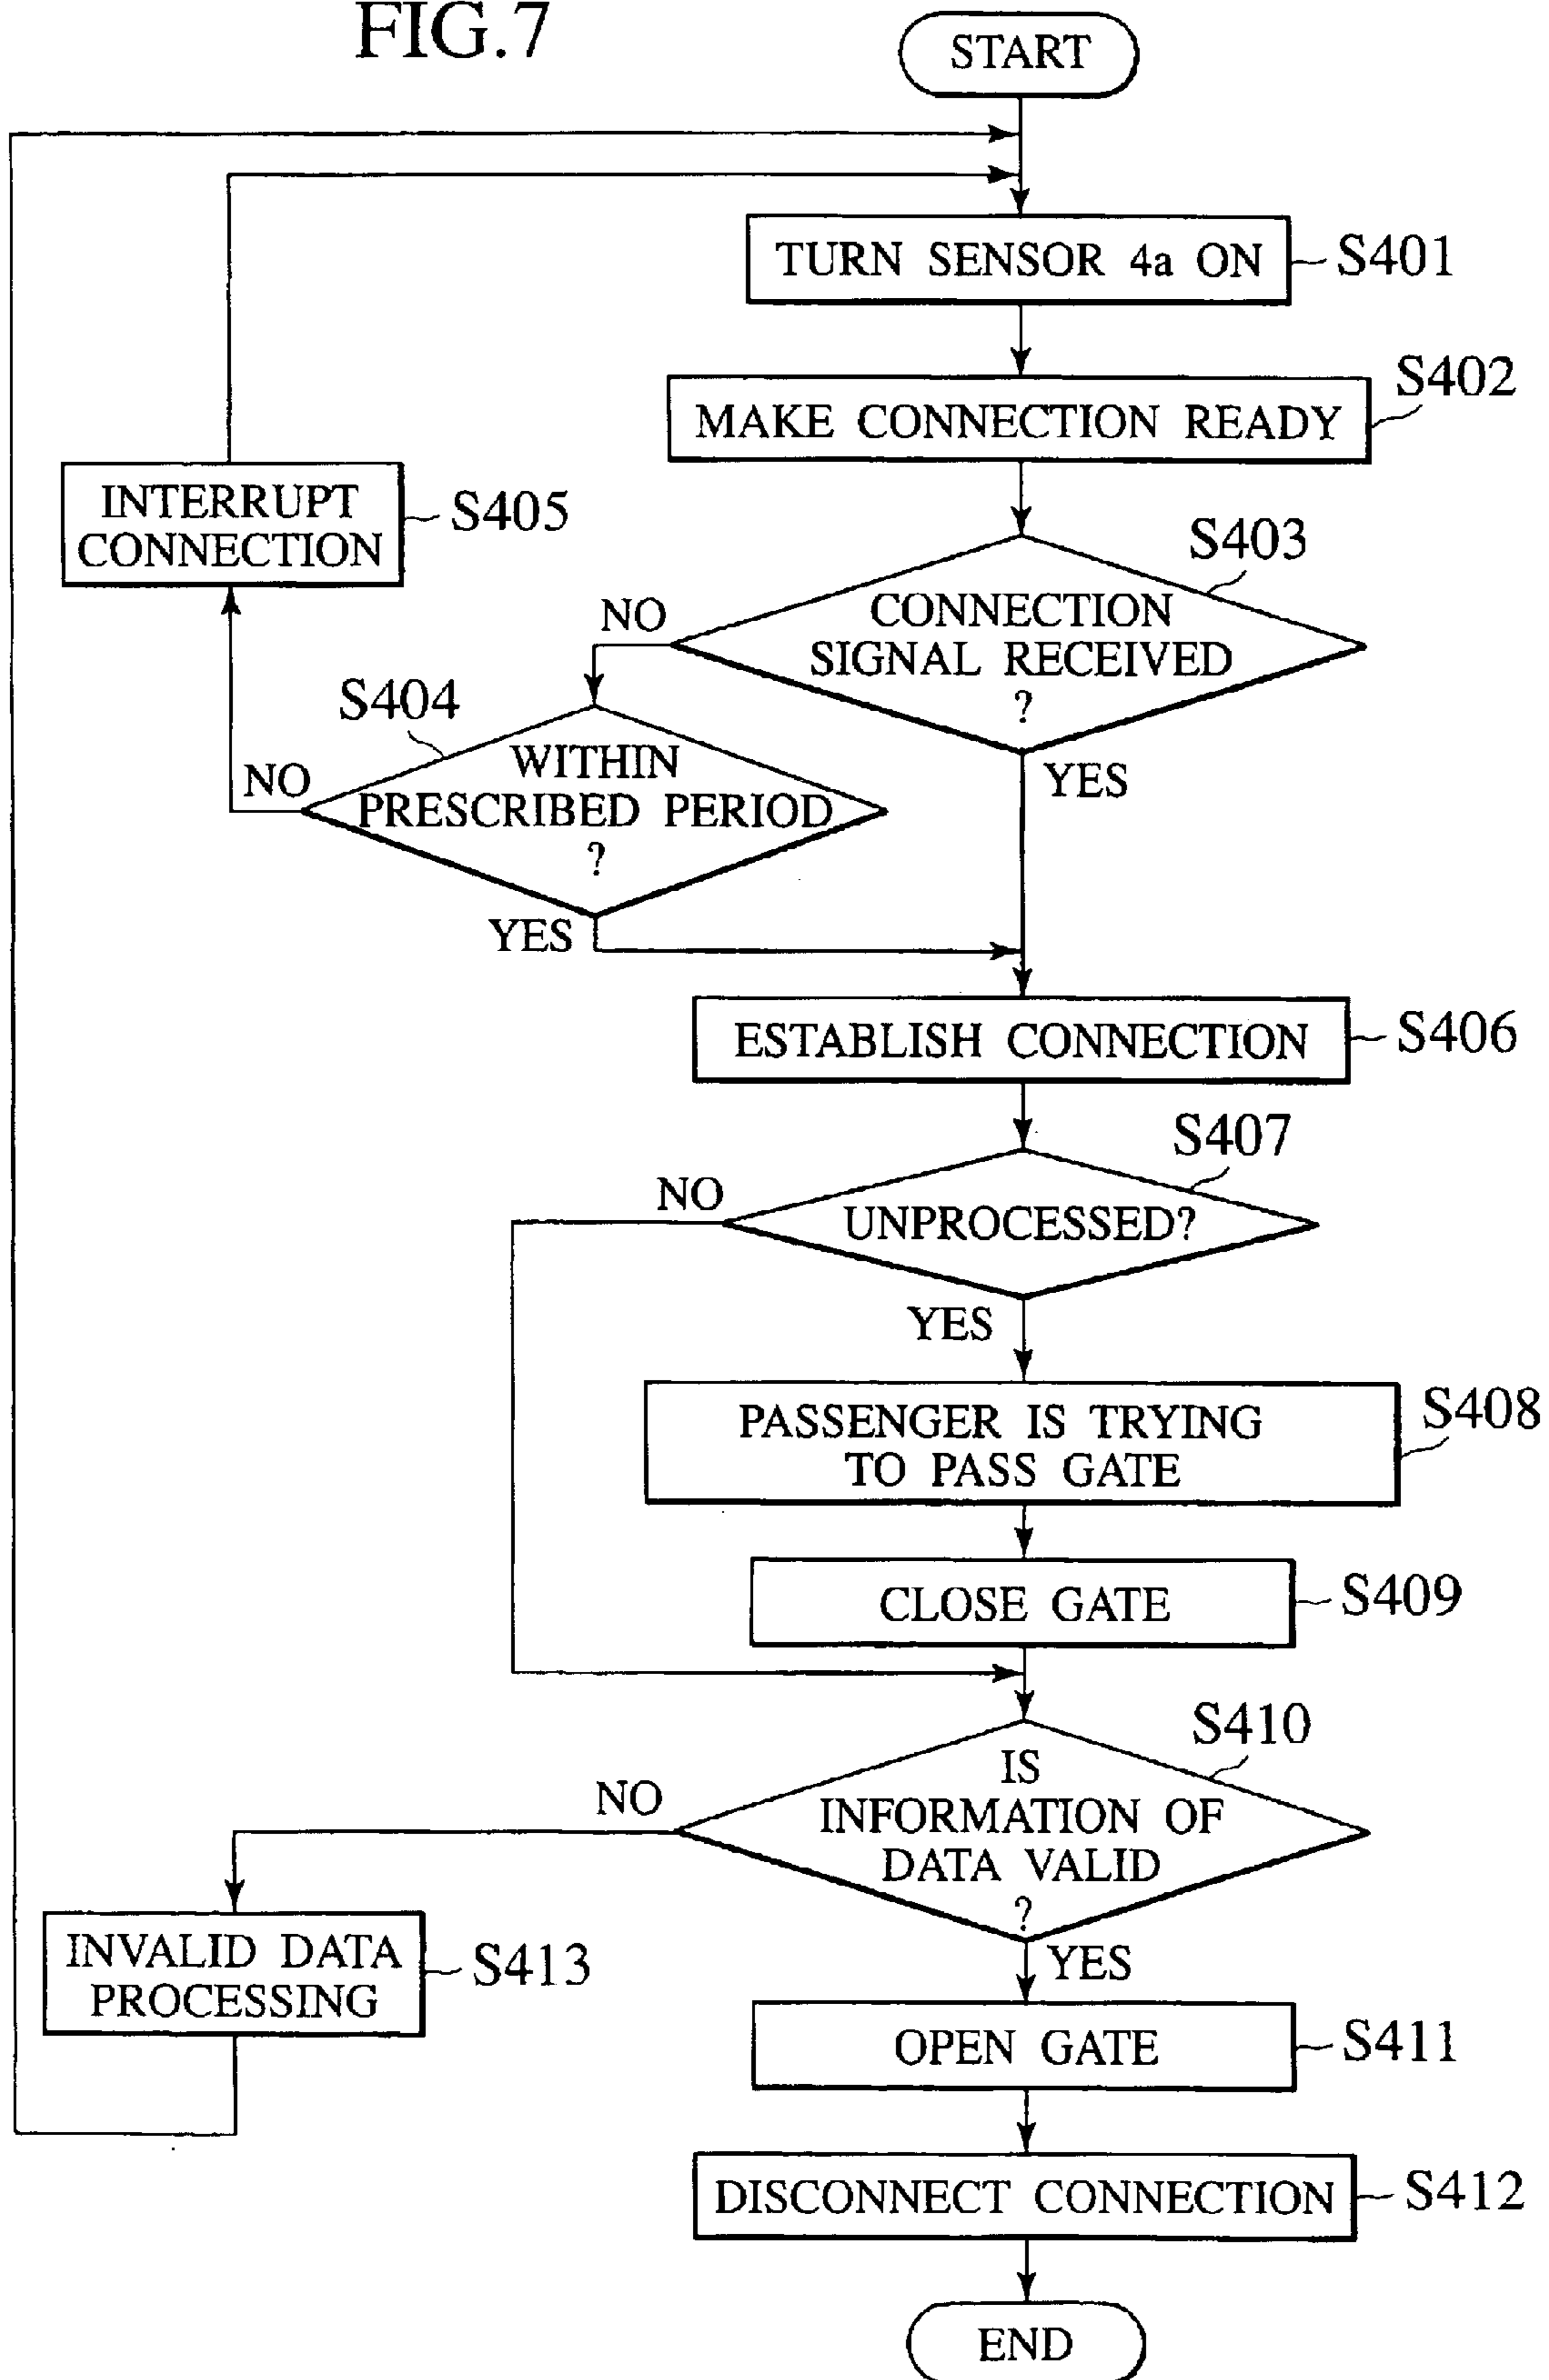 FIG.7
START
TURN SENSOR 4a ON
S401
MAKE CONNECTION READY
S402
INTERRUPT
CONNECTION
S405
S403
CONNECTION
SIGNAL RECEIVED
?
NO
YES
S404
WITHIN
PRESCRIBED PERIOD
?
NO
YES
ESTABLISH CONNECTION
S406
S407
UNPROCESSED?
NO
YES
PASSENGER IS TRYING
TO PASS GATE
S408
CLOSE GATE
S409
S410
IS
INFORMATION OF
DATA VALID
?
NO
YES
INVALID DATA
PROCESSING
S413
OPEN GATE
S411
DISCONNECT CONNECTION
S412
END